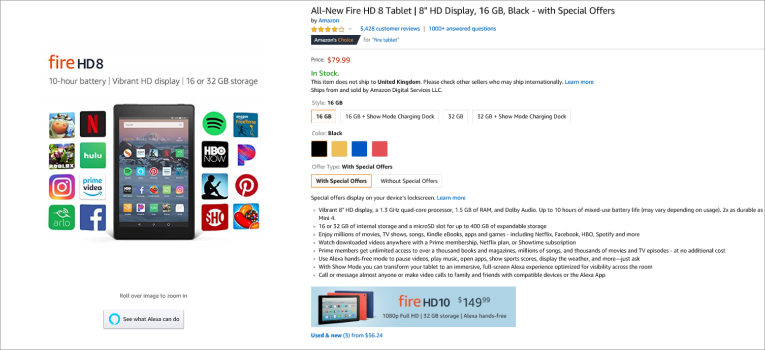 All-New Fire HD 8 Tablet | 8" HD Display, 16 GB, Black - with Special Offers
by Amazon
5,428 customer reviews | 1000+ answered questions
Amazon's Choice for "fire tablet"
Price: $79.99
In Stock.
This item does not ship to United Kingdom. Please check other sellers who may ship internationally. Learn more
Ships from and sold by Amazon Digital Services LLC.
Style: 16 GB
16 GB
16 GB + Show Mode Charging Dock
32 GB
32 GB + Show Mode Charging Dock
Color: Black
Offer Type: With Special Offers
With Special Offers
Without Special Offers
Special offers display on your device's lockscreen. Learn more
Vibrant 8" HD display, a 1.3 GHz quad-core processor, 1.5 GB of RAM, and Dolby Audio. Up to 10 hours of mixed-use battery life (may vary depending on usage). 2x as durable as
Mini 4.
16 or 32 GB of internal storage and a microSD slot for up to 400 GB of expandable storage
Enjoy millions of movies, TV shows, songs, Kindle eBooks, apps and games - including Netflix, Facebook, HBO, Spotify and more
Watch downloaded videos anywhere with a Prime membership, Netflix plan, or Showtime subscription
Prime members get unlimited access to over a thousand books and magazines, millions of songs, and thousands of movies and TV episodes - at no additional cost
Use Alexa hands-free mode to pause videos, play music, open apps, show sports scores, display the weather, and more—just ask
With Show Mode you can transform your tablet to an immersive, full-screen Alexa experience optimized for visibility across the room
Call or message almost anyone or make video calls to family and friends with compatible devices or the Alexa App
fire HD10 $149.99
1080p Full HD | 32 GB storage | Alexa hands-free
Used & new (3) from $56.24
fire HD8
10-hour battery | Vibrant HD display | 16 or 32 GB storage
N
ROBLOX
hulu
HBO
NOW
prime
video
arlo
SHO
Roll over image to zoom in
See what Alexa can do